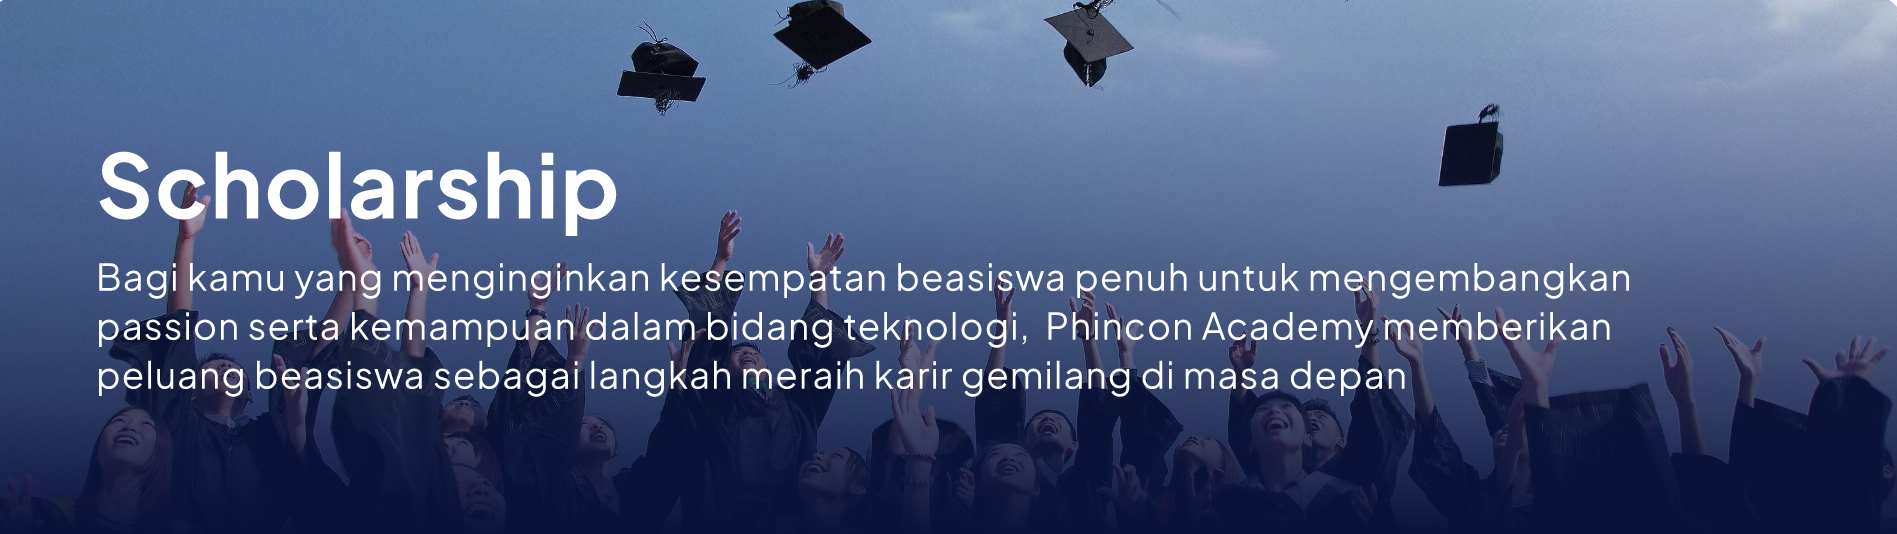 Scholarship
Bagi kamu yang menginginkan kesempatan beasiswa penuh untuk mengembangkan
passion serta kemampuan dalam bidang teknologi,  Phincon Academy memberikan
peluang beasiswa sebagai langkah meraih karir gemilang di masa depan